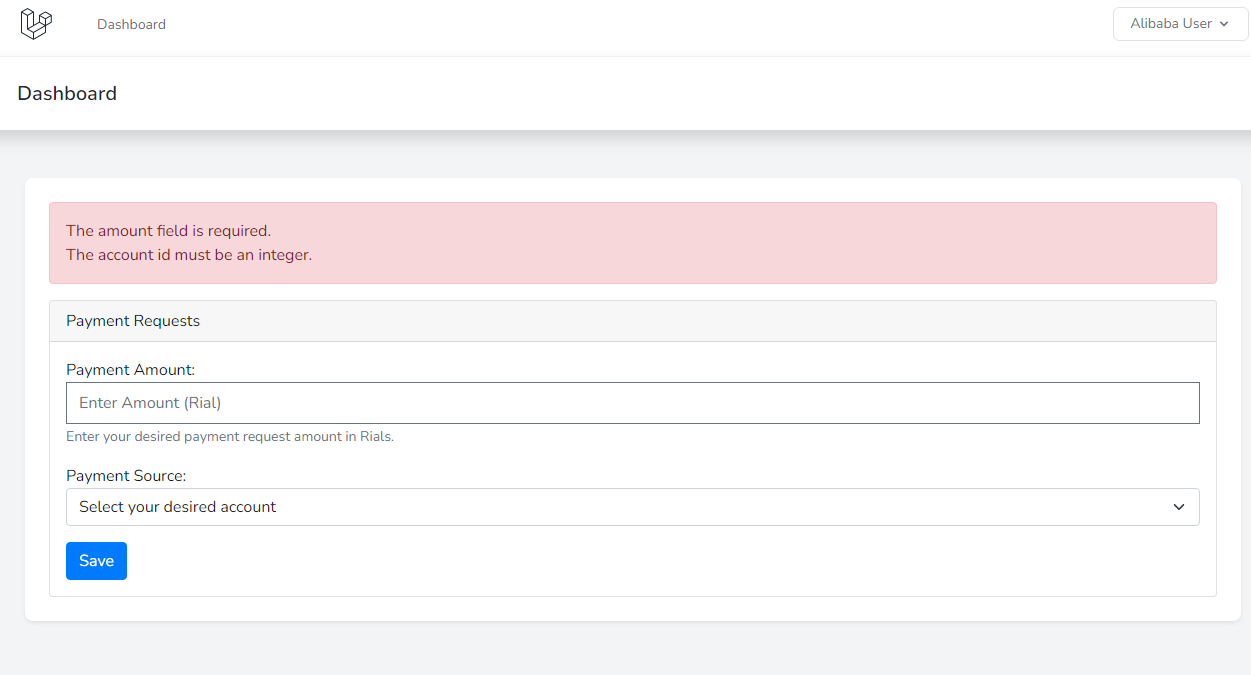 Dashboard
Alibaba User
Dashboard
The amount field is required.
The account id must be an integer.
Payment Requests
Payment Amount:
Enter Amount (Rial)
Enter your desired payment request amount in Rials.
Payment Source:
Select your desired account
Save